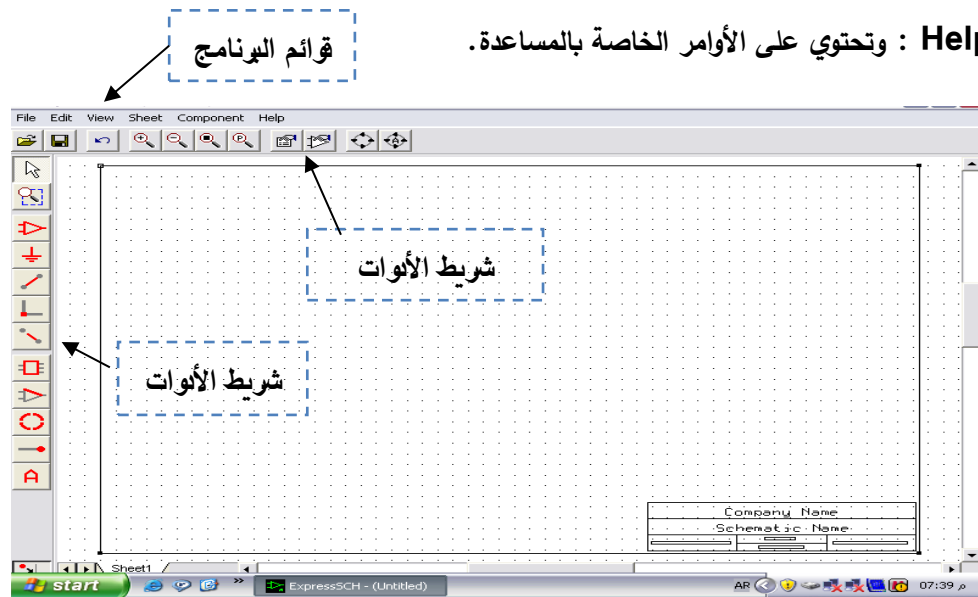 Help : وتحتوي على الأوامر الخاصة بالمساعدة.
قوائم البرنامج
File Edit View Sheet Component Help
شريط الأدوات
شريط الأدوات
Company Name
Schematic Name
Sheet1
start
ExpressSCH - (Untitled)
AR
07:39 م